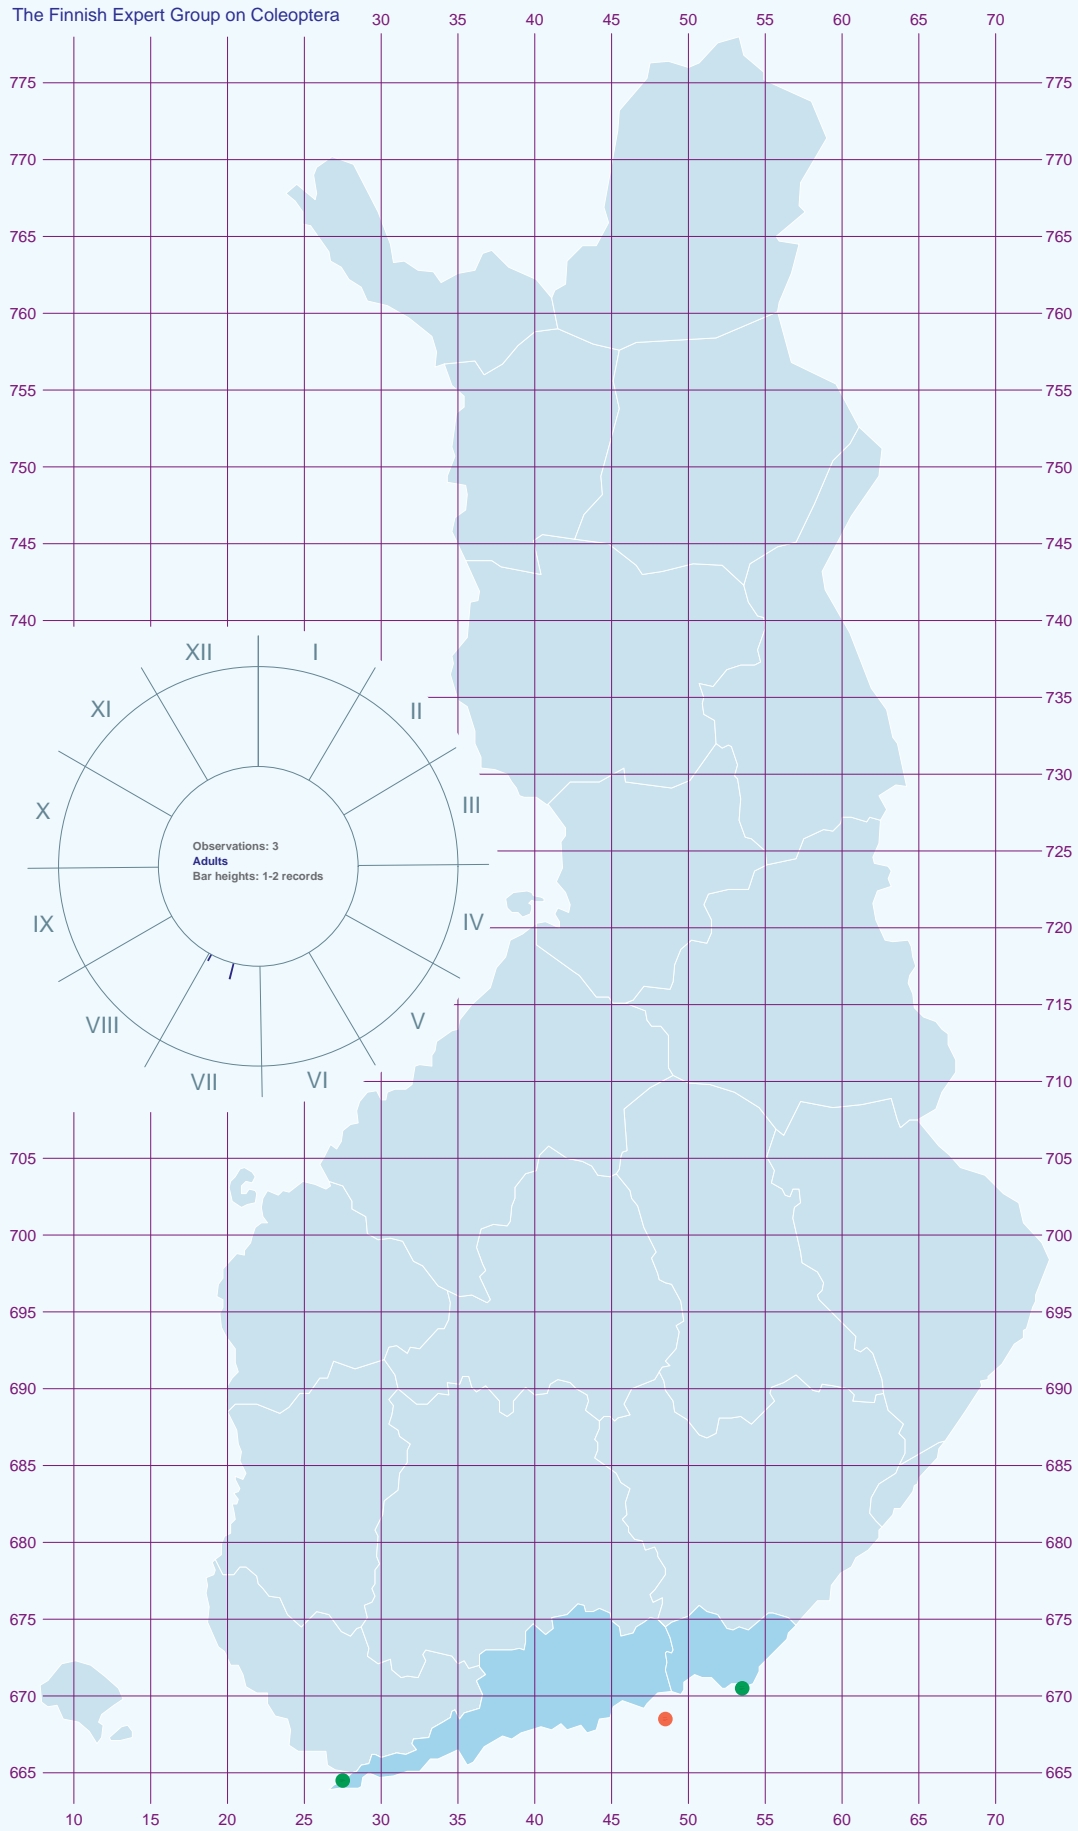 The Finnish Expert Group on Coleoptera
30 35 40 45 50 55 60 65 70
775 775
770 770
765 765
760 760
755 755
750 750
745 745
740 740
XII I
XI II
735
730
X III
Observations: 3
Adults
Bar heights: 1-2 records
725
IX IV
720
715
VIII V
VII VI
710
705 705
700 700
695 695
690 690
685 685
680 680
675 675
670 670
665 665
10 15 20 25 30 35 40 45 50 55 60 65 70